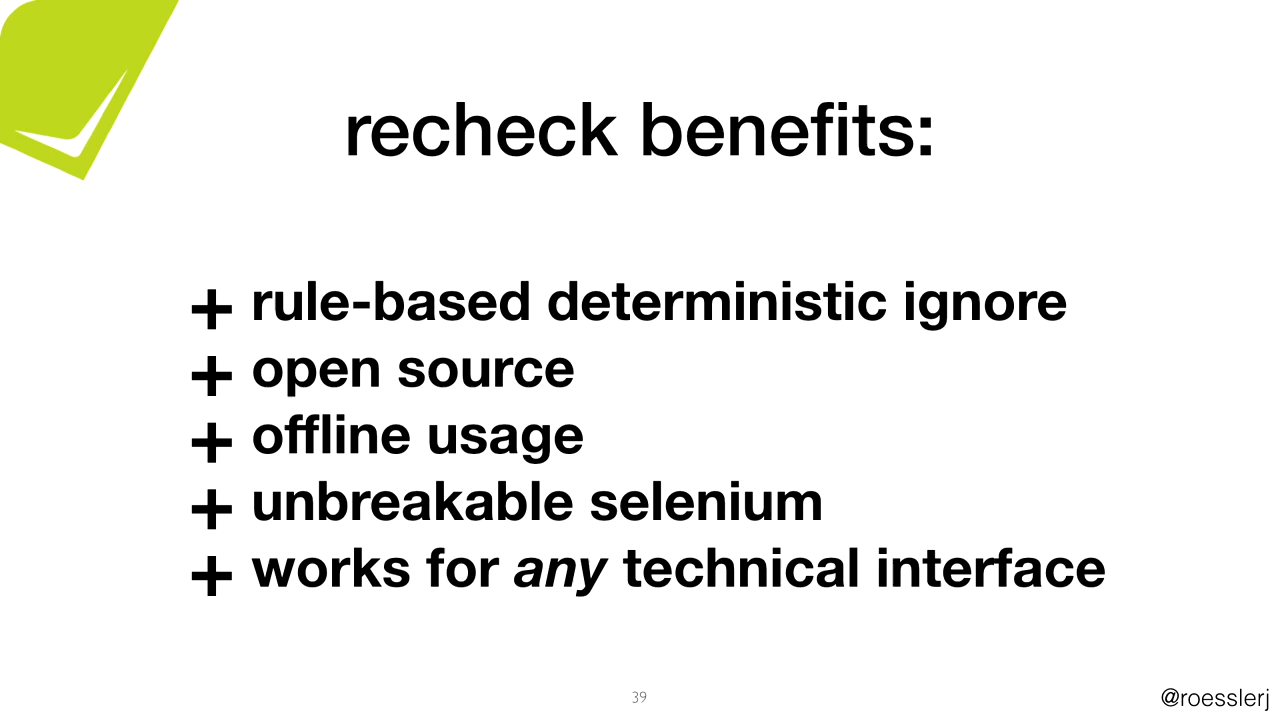 recheck benefits:
+ rule-based deterministic ignore
+ open source
+ offline usage
+ unbreakable selenium
+ works for any technical interface
39
@roesslerj